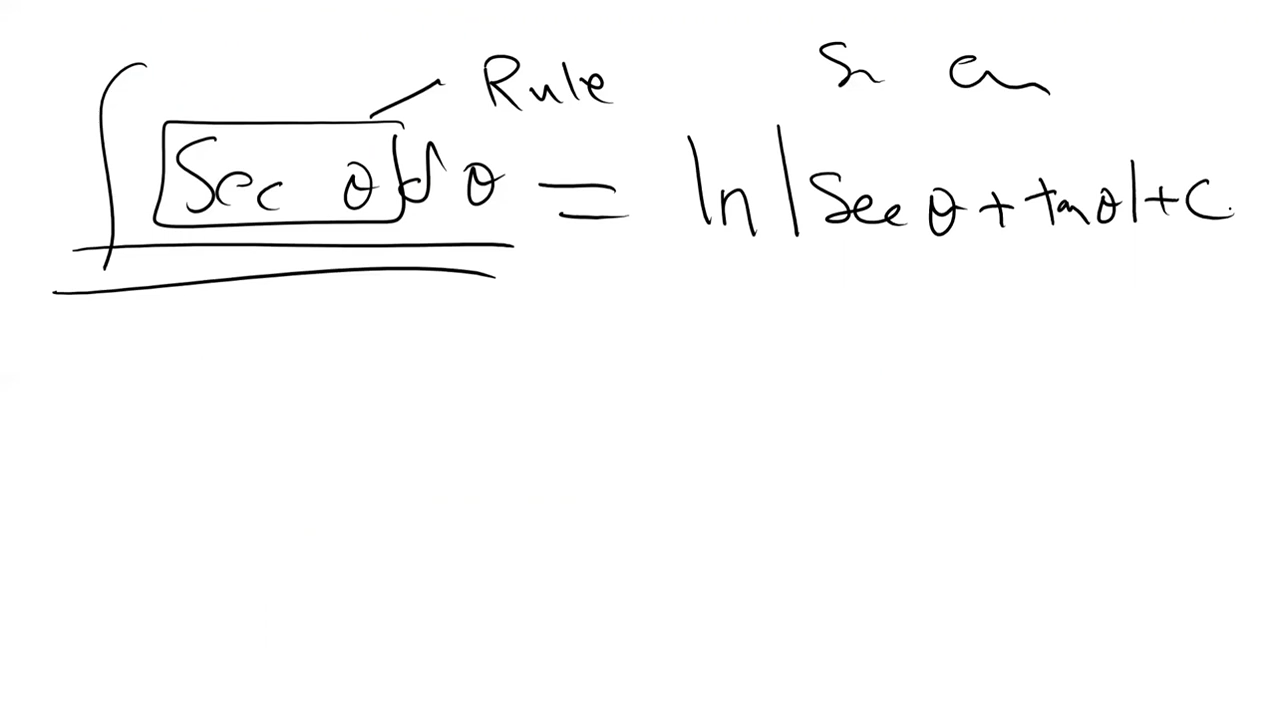 Rule
∫ Sec θ dθ = ln |Sec θ + tan θ| + C